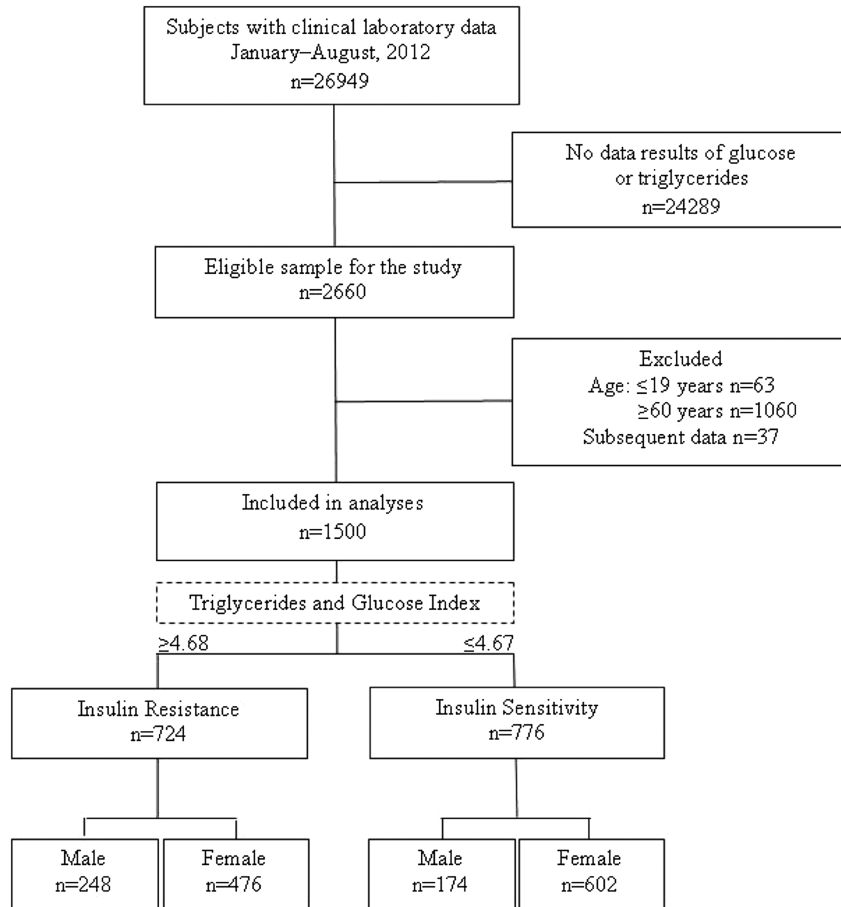 Subjects with clinical laboratory data
January–August, 2012
n=26949
No data results of glucose
or triglycerides
n=24289
Eligible sample for the study
n=2660
Excluded
Age: ≤19 years n=63
≥60 years n=1060
Subsequent data n=37
Included in analyses
n=1500
Triglycerides and Glucose Index
≥4.68
≤4.67
Insulin Resistance
n=724
Insulin Sensitivity
n=776
Male
n=248
Female
n=476
Male
n=174
Female
n=602